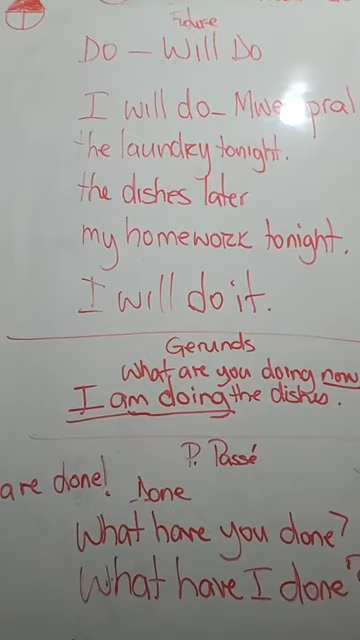 Future
Do - Will Do
I will do - Mwe pral
the laundry tonight.
the dishes later
my homework tonight.
I will do it.
Gerunds
What are you doing now
I am doing the dishes.
P. Passé
are done! Done
What have you done?
What have I done?